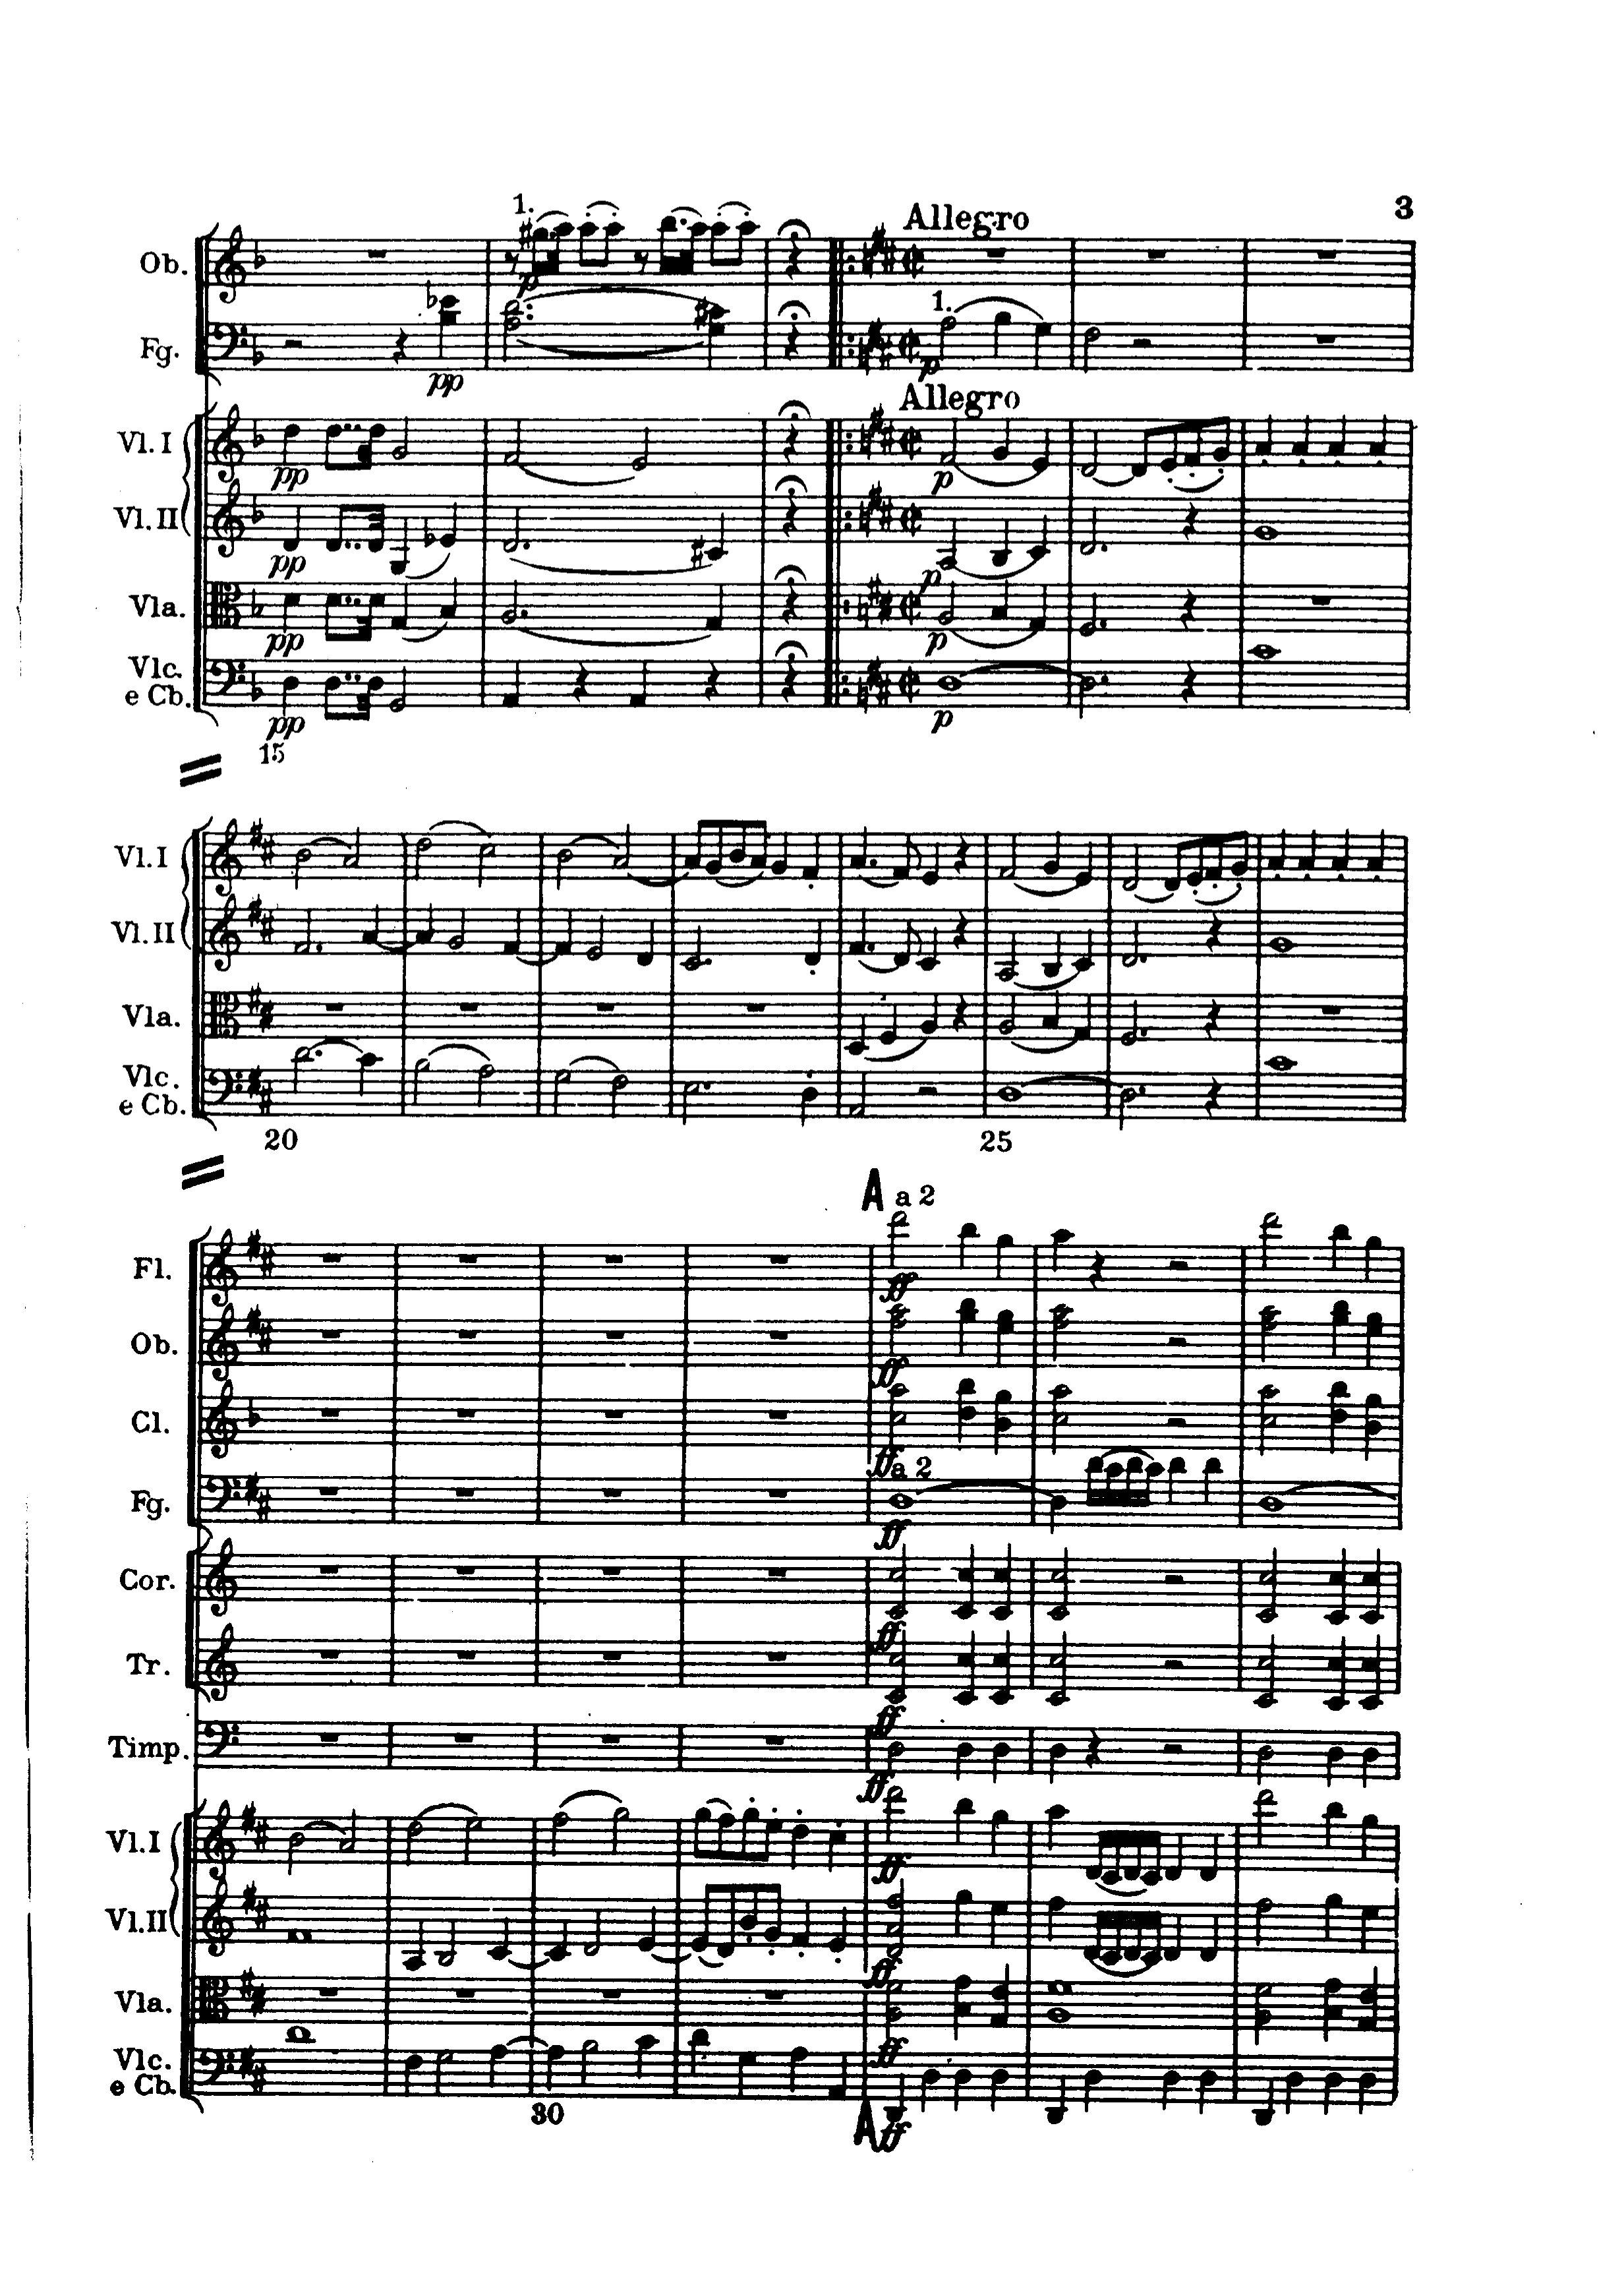 3
Allegro
1.
Ob.
p
1.
Fg.
pp
p
Allegro
Vl. I
pp
p
Vl. II
pp
p
Vla.
pp
p
Vlc.
e Cb.
pp
p
15
Vl. I
Vl. II
Vla.
Vlc.
e Cb.
20
25
A a 2
Fl.
ff
Ob.
ff
Cl.
ff
a 2
Fg.
ff
Cor.
ff
Tr.
ff
Timp.
ff
Vl. I
ff
Vl. II
ff
Vla.
ff
Vlc.
e Cb.
30
A ff